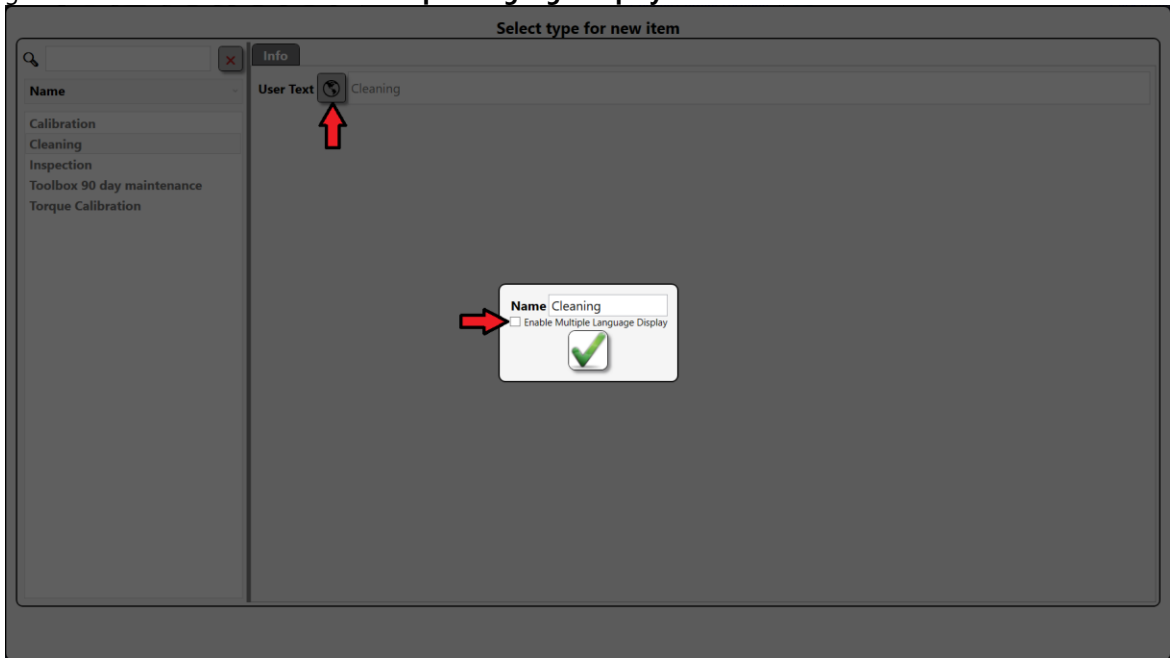 Select type for new item
Info
Name
User Text Cleaning
Calibration
Cleaning
Inspection
Toolbox 90 day maintenance
Torque Calibration
Name Cleaning
Enable Multiple Language Display